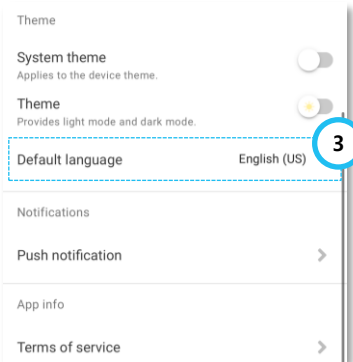 Theme
System theme
Applies to the device theme.
Theme
Provides light mode and dark mode.
3
Default language English (US)
Notifications
Push notification
App info
Terms of service